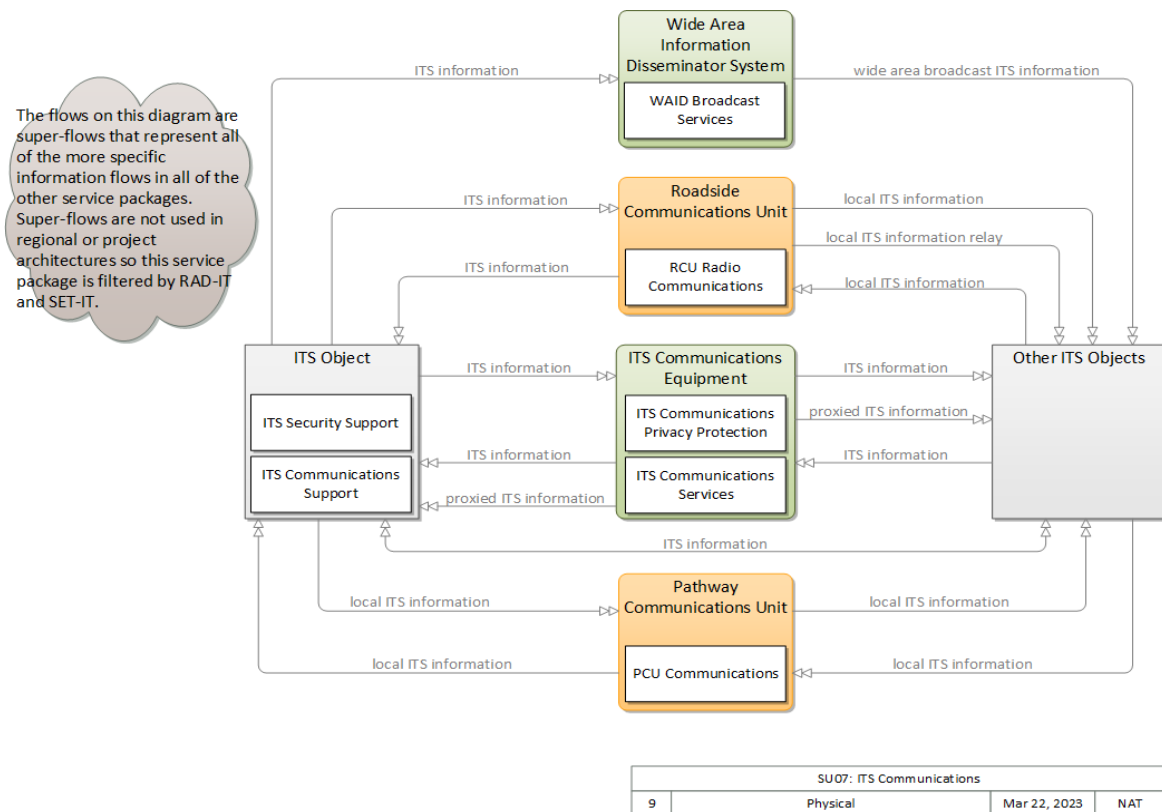 Wide Area
Information
Disseminator System
WAID Broadcast
Services
ITS information
wide area broadcast ITS information
The flows on this diagram are
super-flows that represent all
of the more specific
information flows in all of the
other service packages.
Super-flows are not used in
regional or project
architectures so this service
package is filtered by RAD-IT
and SET-IT.
Roadside
Communications Unit
RCU Radio
Communications
ITS information
local ITS information
local ITS information relay
ITS information
local ITS information
ITS Object
ITS Security Support
ITS Communications
Support
ITS Communications
Equipment
ITS Communications
Privacy Protection
ITS Communications
Services
Other ITS Objects
ITS information
ITS information
proxied ITS information
ITS information
ITS information
proxied ITS information
ITS information
Pathway
Communications Unit
PCU Communications
local ITS information
local ITS information
local ITS information
local ITS information
SU07: ITS Communications
9 Physical Mar 22, 2023 NAT